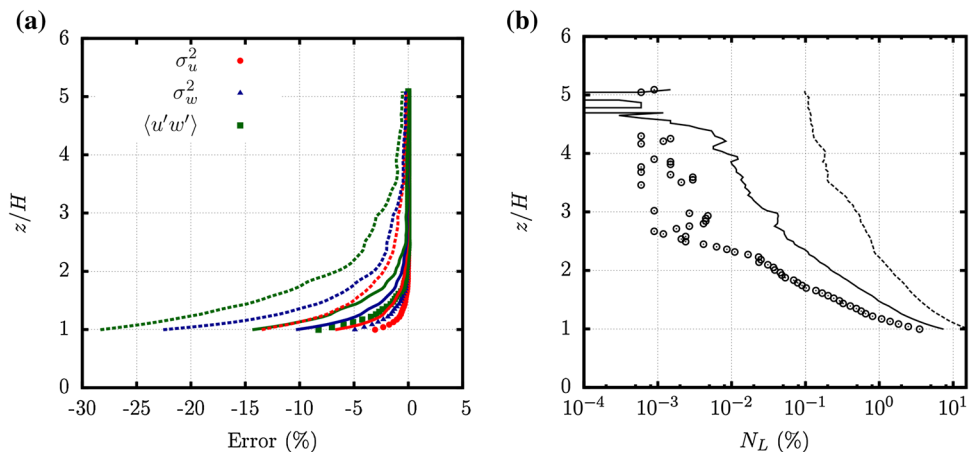 (a)
6
5
4
3
2
1
0
z/H
σ_u^2
σ_w^2
⟨u′w′⟩
-30 -25 -20 -15 -10 -5 0 5
Error (%)
(b)
6
5
4
3
2
1
0
z/H
10^-4 10^-3 10^-2 10^-1 10^0 10^1
N_L (%)